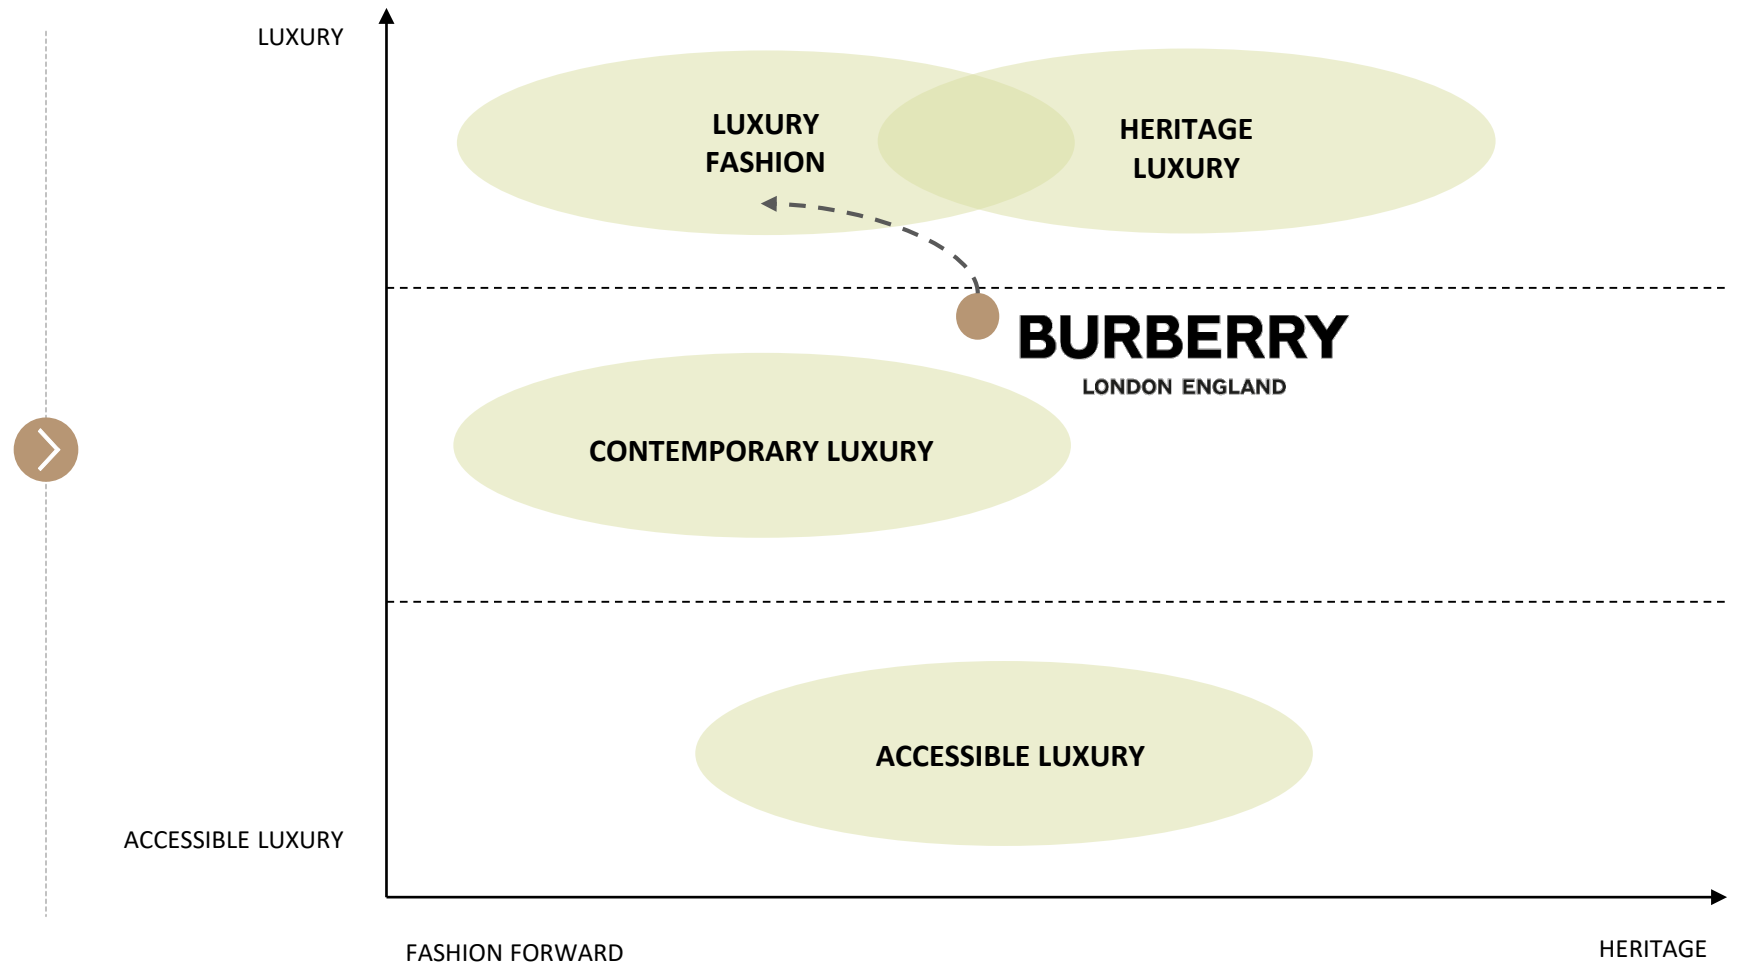 LUXURY
LUXURY
FASHION
HERITAGE
LUXURY
BURBERRY
LONDON ENGLAND
CONTEMPORARY LUXURY
ACCESSIBLE LUXURY
ACCESSIBLE LUXURY
FASHION FORWARD
HERITAGE